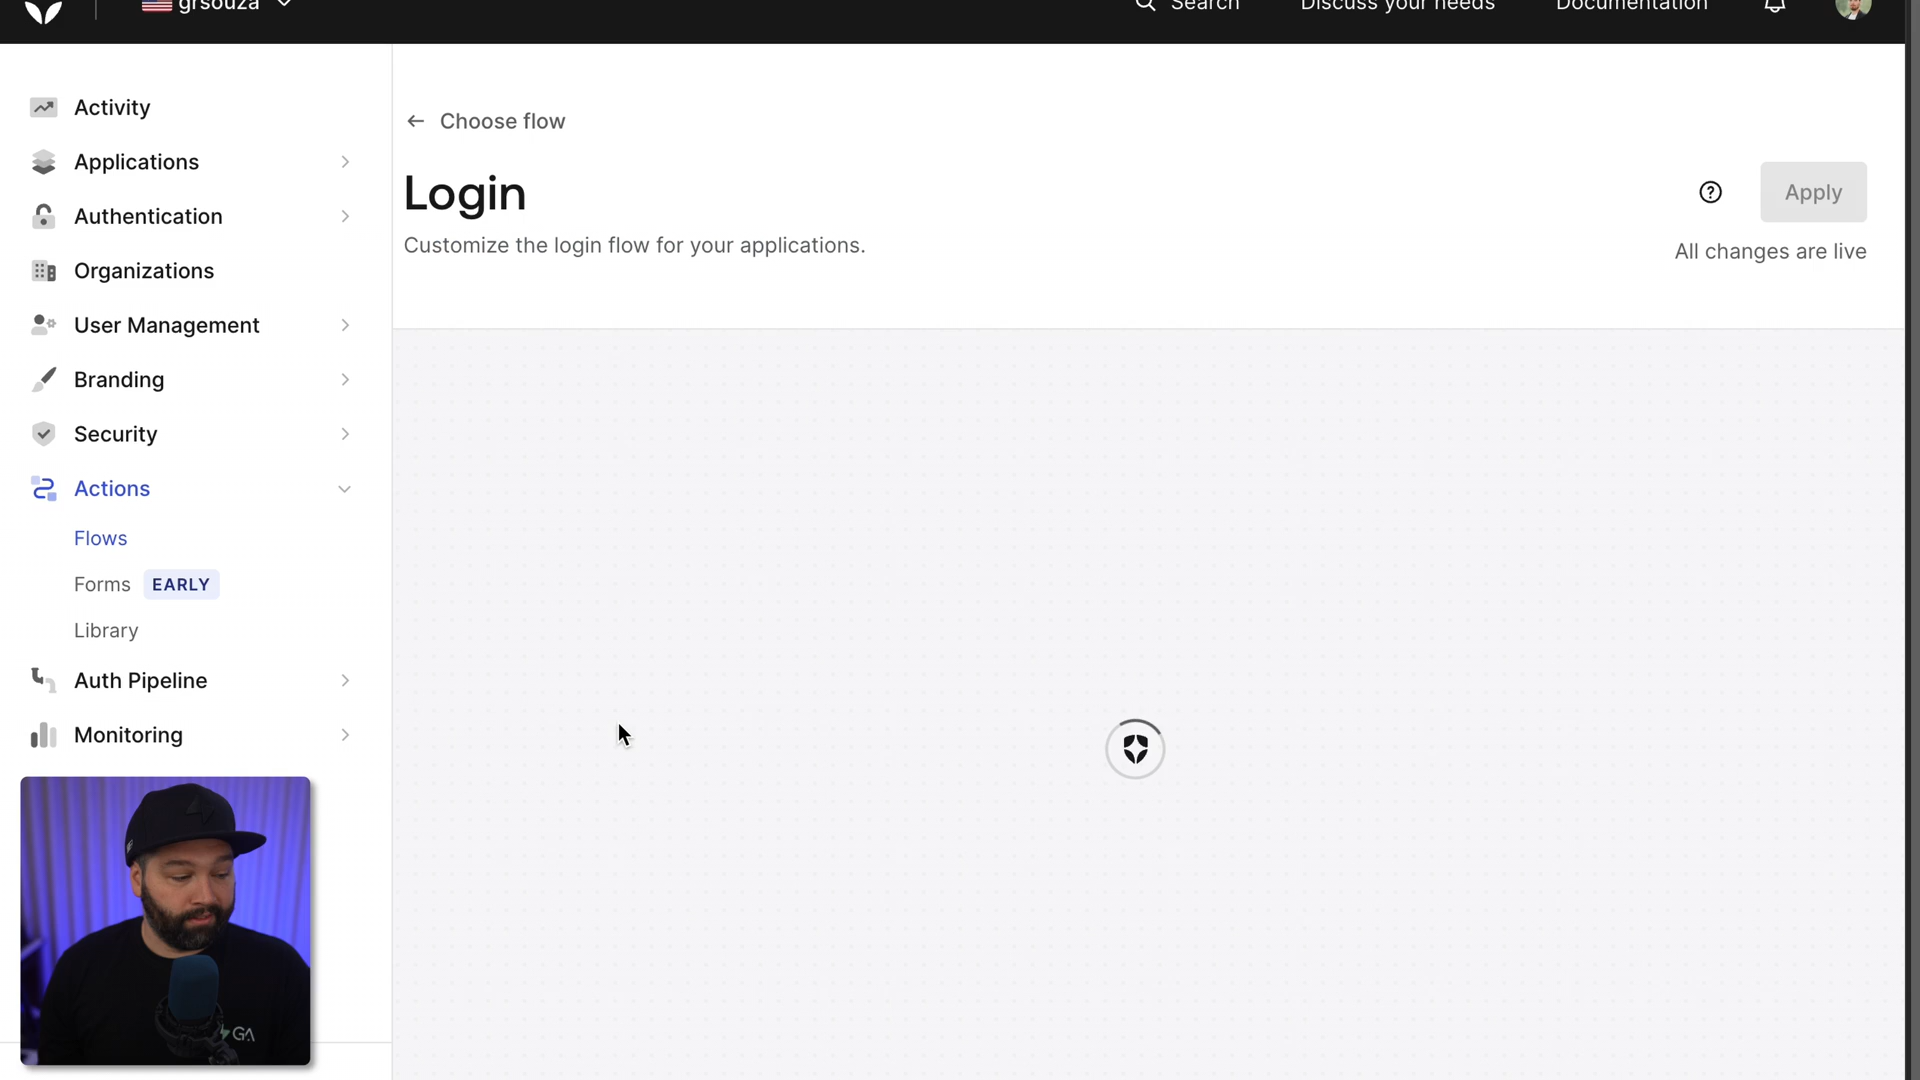 grsouza
Search
Discuss your needs
Documentation
Activity
Applications
Authentication
Organizations
User Management
Branding
Security
Actions
Flows
Forms EARLY
Library
Auth Pipeline
Monitoring
Choose flow
Login
Customize the login flow for your applications.
Apply
All changes are live
GA